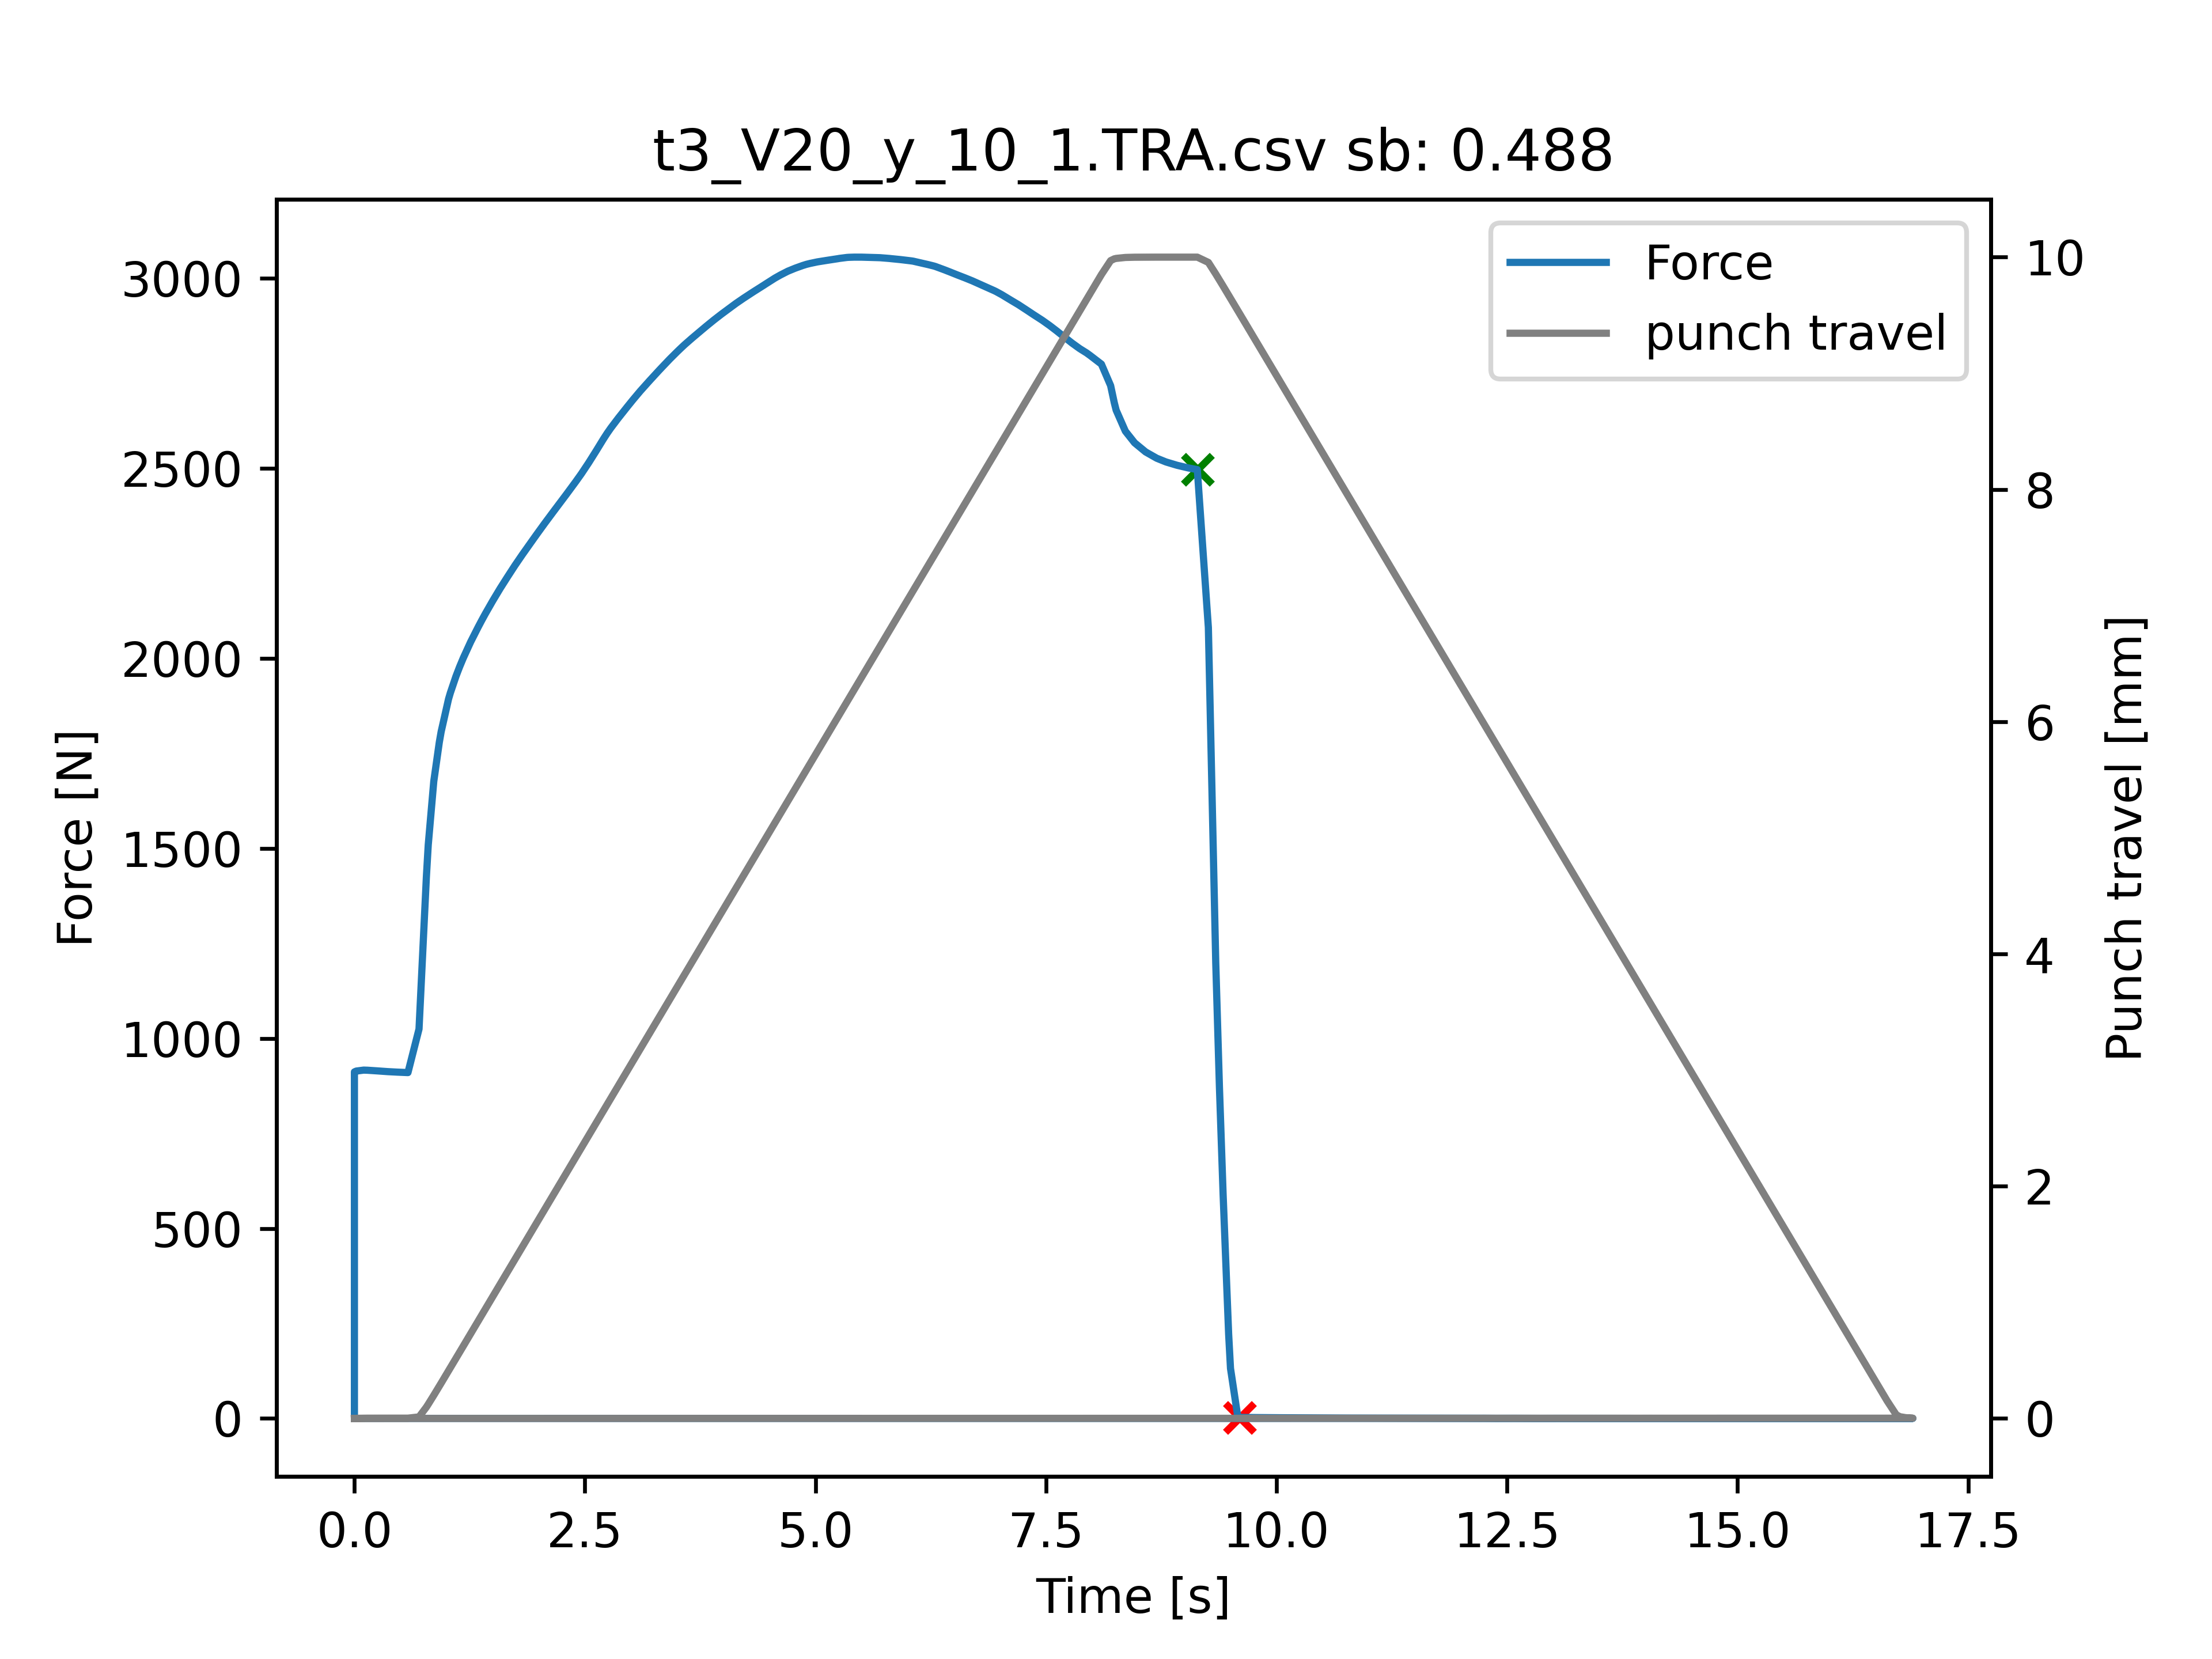 t3_V20_y_10_1.TRA.csv sb: 0.488
Force
punch travel
Force [N]
3000
2500
2000
1500
1000
500
0
10
8
6
4
2
0
Punch travel [mm]
0.0 2.5 5.0 7.5 10.0 12.5 15.0 17.5
Time [s]